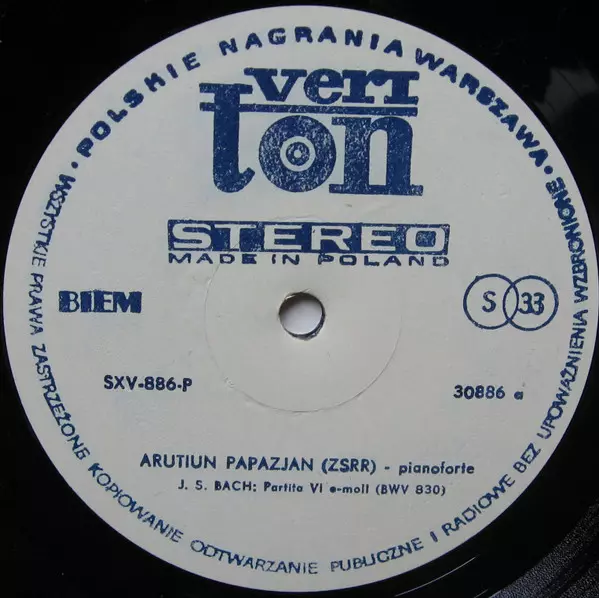 POLSKIE NAGRANIA WARSZAWA · WSZYSTKIE PRAWA ZASTRZEŻONE KOPIOWANIE ODTWARZANIE PUBLICZNE I RADIOWE BEZ UPOWAŻNIENIA WZBRONIONE ·
veri
ton
STEREO
MADE IN POLAND
BIEM
S 33
SXV-886-P
30886 a
ARUTIUN PAPAZJAN (ZSRR) - pianoforte
J. S. BACH: Partita VI e-moll (BWV 830)